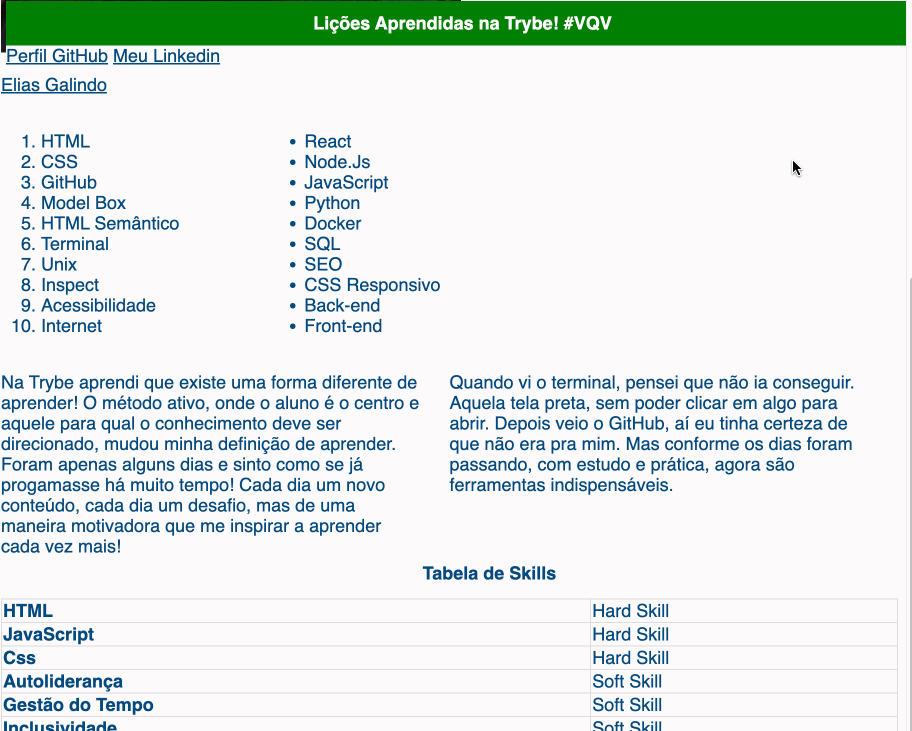 Lições Aprendidas na Trybe! #VQV
Perfil GitHub Meu Linkedin
Elias Galindo
1. HTML
2. CSS
3. GitHub
4. Model Box
5. HTML Semântico
6. Terminal
7. Unix
8. Inspect
9. Acessibilidade
10. Internet
• React
• Node.Js
• JavaScript
• Python
• Docker
• SQL
• SEO
• CSS Responsivo
• Back-end
• Front-end
Na Trybe aprendi que existe uma forma diferente de
aprender! O método ativo, onde o aluno é o centro e
aquele para qual o conhecimento deve ser
direcionado, mudou minha definição de aprender.
Foram apenas alguns dias e sinto como se já
progamasse há muito tempo! Cada dia um novo
conteúdo, cada dia um desafio, mas de uma
maneira motivadora que me inspirar a aprender
cada vez mais!
Quando vi o terminal, pensei que não ia conseguir.
Aquela tela preta, sem poder clicar em algo para
abrir. Depois veio o GitHub, aí eu tinha certeza de
que não era pra mim. Mas conforme os dias foram
passando, com estudo e prática, agora são
ferramentas indispensáveis.
Tabela de Skills
HTML Hard Skill
JavaScript Hard Skill
Css Hard Skill
Autoliderança Soft Skill
Gestão do Tempo Soft Skill
Inclusividade Soft Skill